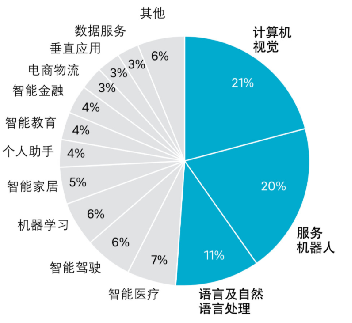 计算机
视觉
21%
服务
机器人
20%
语言及自然
语言处理
11%
智能医疗
7%
智能驾驶
6%
机器学习
6%
智能家居
5%
个人助手
4%
智能教育
4%
智能金融
4%
电商物流
3%
垂直应用
3%
数据服务
3%
其他
6%